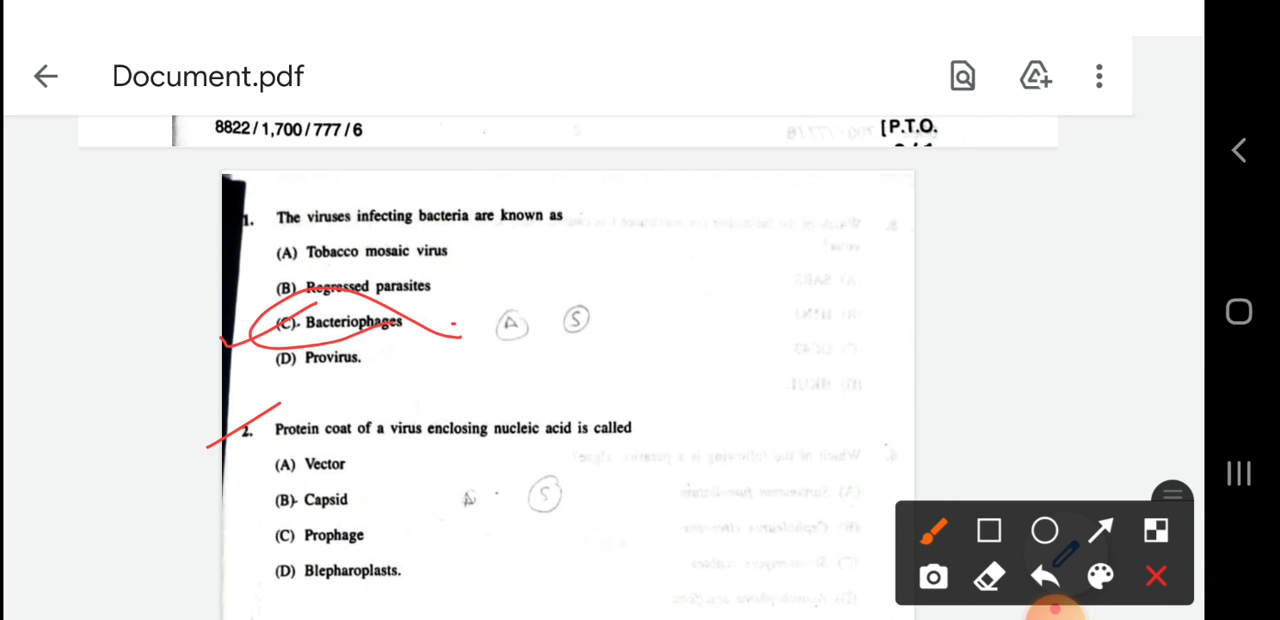 Document.pdf
8822/1,700/777/6
[P.T.O.
1. The viruses infecting bacteria are known as
(A) Tobacco mosaic virus
(B) Regressed parasites
(C). Bacteriophages A S
(D) Provirus.
2. Protein coat of a virus enclosing nucleic acid is called
(A) Vector
(B) Capsid A S
(C) Prophage
(D) Blepharoplasts.